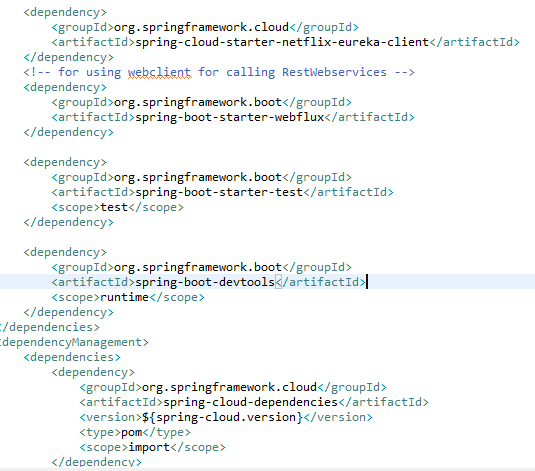 <dependency>
<groupId>org.springframework.cloud</groupId>
<artifactId>spring-cloud-starter-netflix-eureka-client</artifactId>
</dependency>
<!-- for using webclient for calling RestWebservices -->
<dependency>
<groupId>org.springframework.boot</groupId>
<artifactId>spring-boot-starter-webflux</artifactId>
</dependency>
<dependency>
<groupId>org.springframework.boot</groupId>
<artifactId>spring-boot-starter-test</artifactId>
<scope>test</scope>
</dependency>
<dependency>
<groupId>org.springframework.boot</groupId>
<artifactId>spring-boot-devtools</artifactId>
<scope>runtime</scope>
</dependency>
</dependencies>
<dependencyManagement>
<dependencies>
<dependency>
<groupId>org.springframework.cloud</groupId>
<artifactId>spring-cloud-dependencies</artifactId>
<version>${spring-cloud.version}</version>
<type>pom</type>
<scope>import</scope>
</dependency>